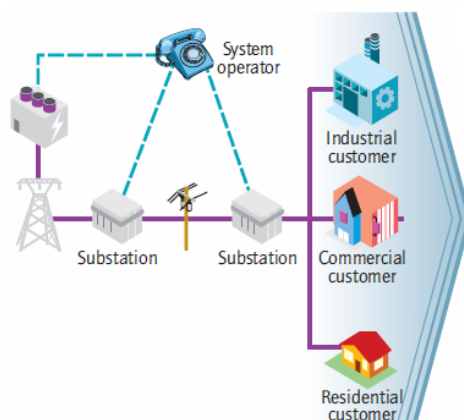 System
operator
Industrial
customer
Substation
Substation
Commercial
customer
Residential
customer